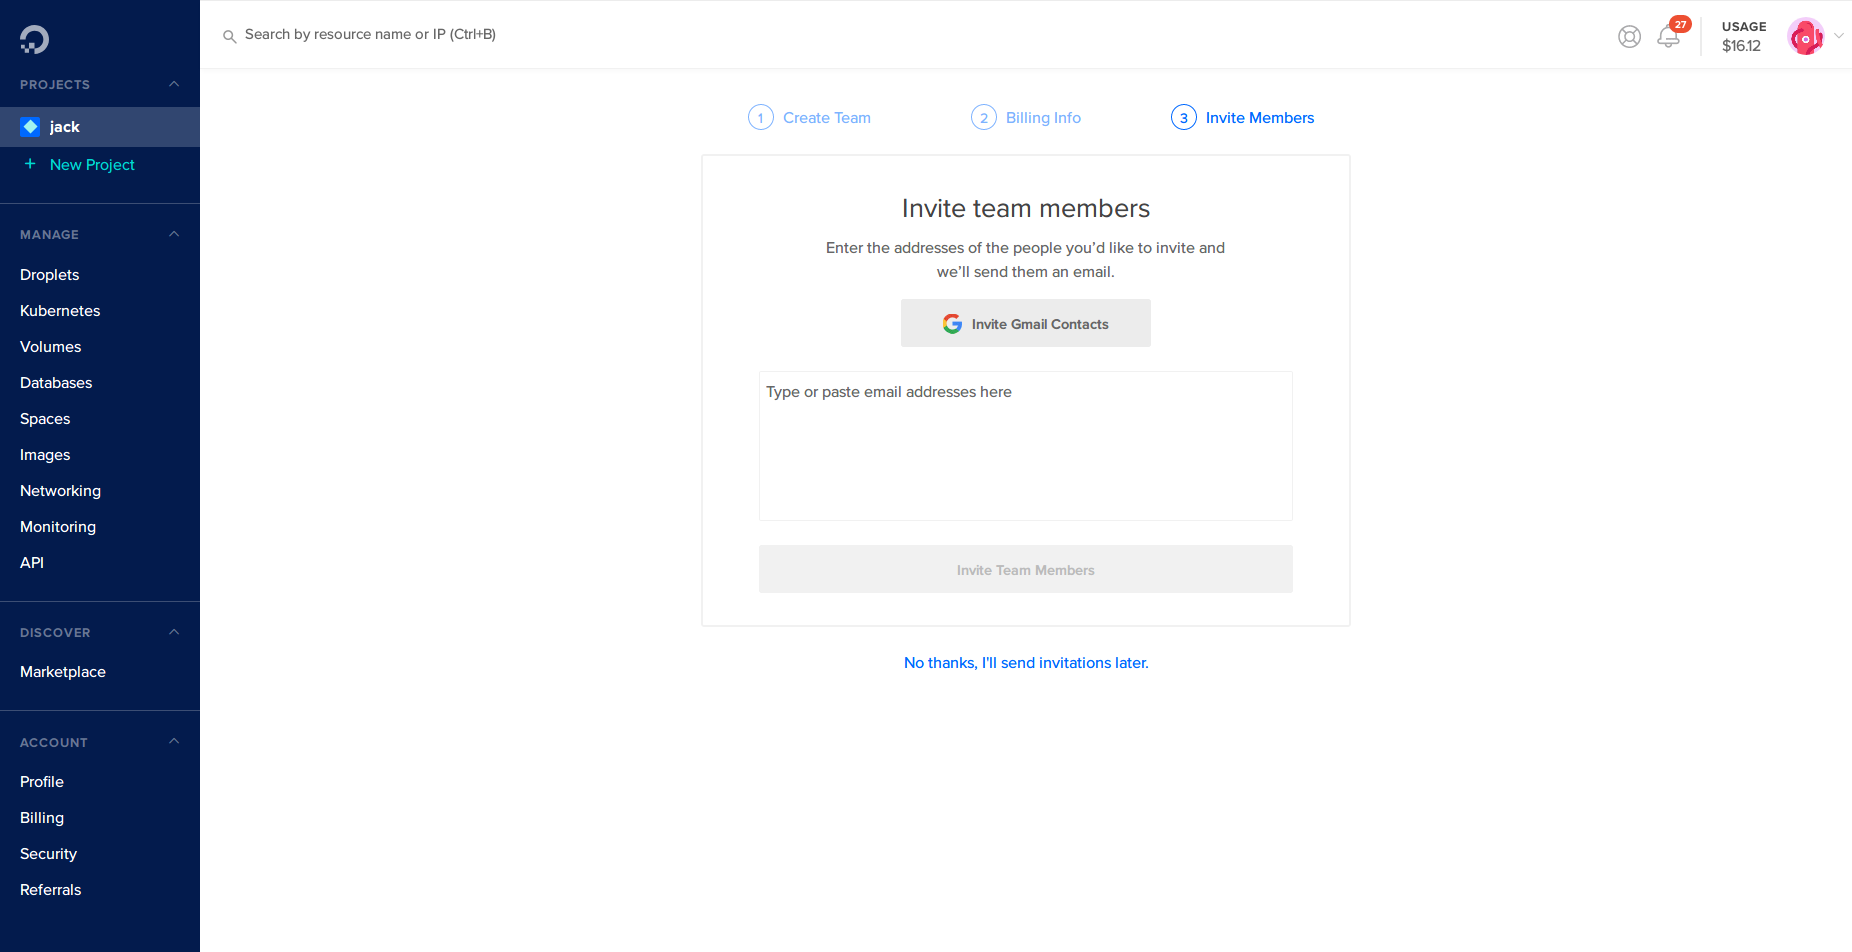 Search by resource name or IP (Ctrl+B)
27
USAGE
$16.12
PROJECTS
jack
+ New Project
MANAGE
Droplets
Kubernetes
Volumes
Databases
Spaces
Images
Networking
Monitoring
API
DISCOVER
Marketplace
ACCOUNT
Profile
Billing
Security
Referrals
1 Create Team
2 Billing Info
3 Invite Members
Invite team members
Enter the addresses of the people you’d like to invite and
we’ll send them an email.
Invite Gmail Contacts
Type or paste email addresses here
Invite Team Members
No thanks, I'll send invitations later.